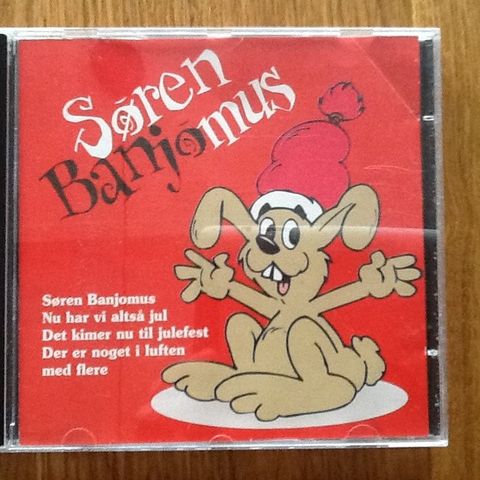 Søren
Banjomus
Søren Banjomus
Nu har vi altså jul
Det kimer nu til julefest
Der er noget i luften
med flere